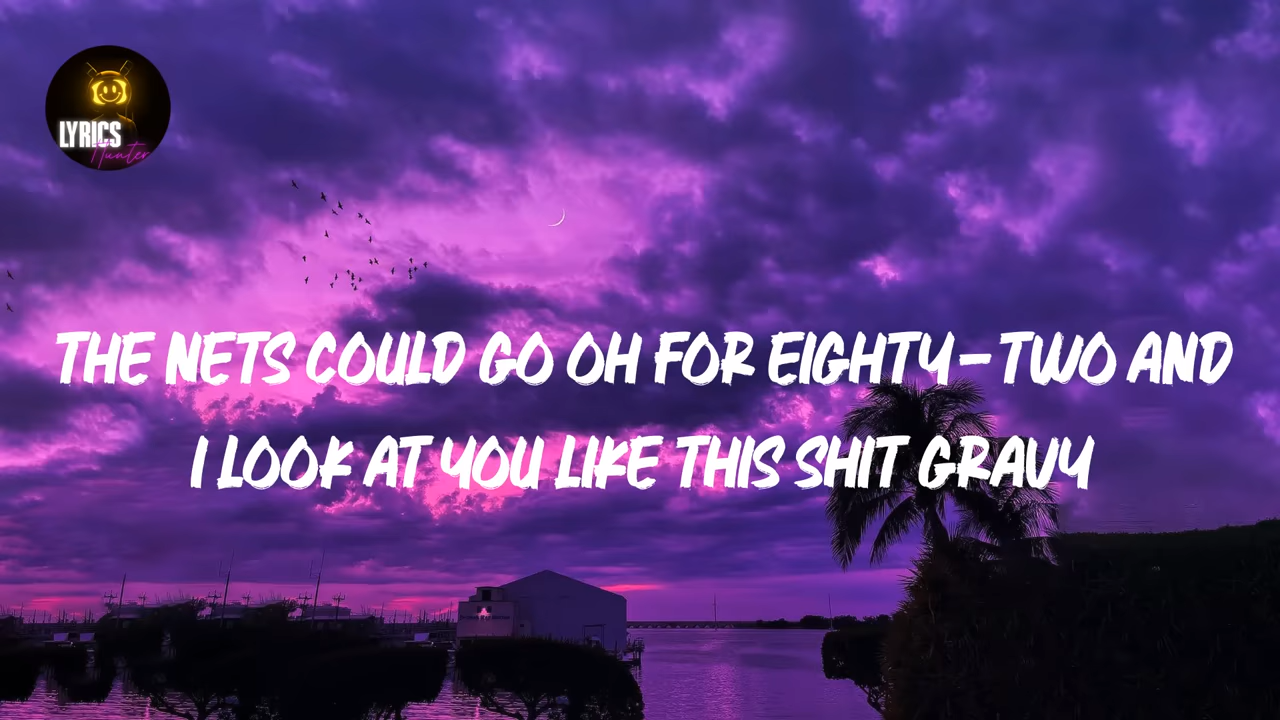 LYRICS
Hunter
THE NETS COULD GO OH FOR EIGHTY-TWO AND
I LOOK AT YOU LIKE THIS SHIT GRAVY